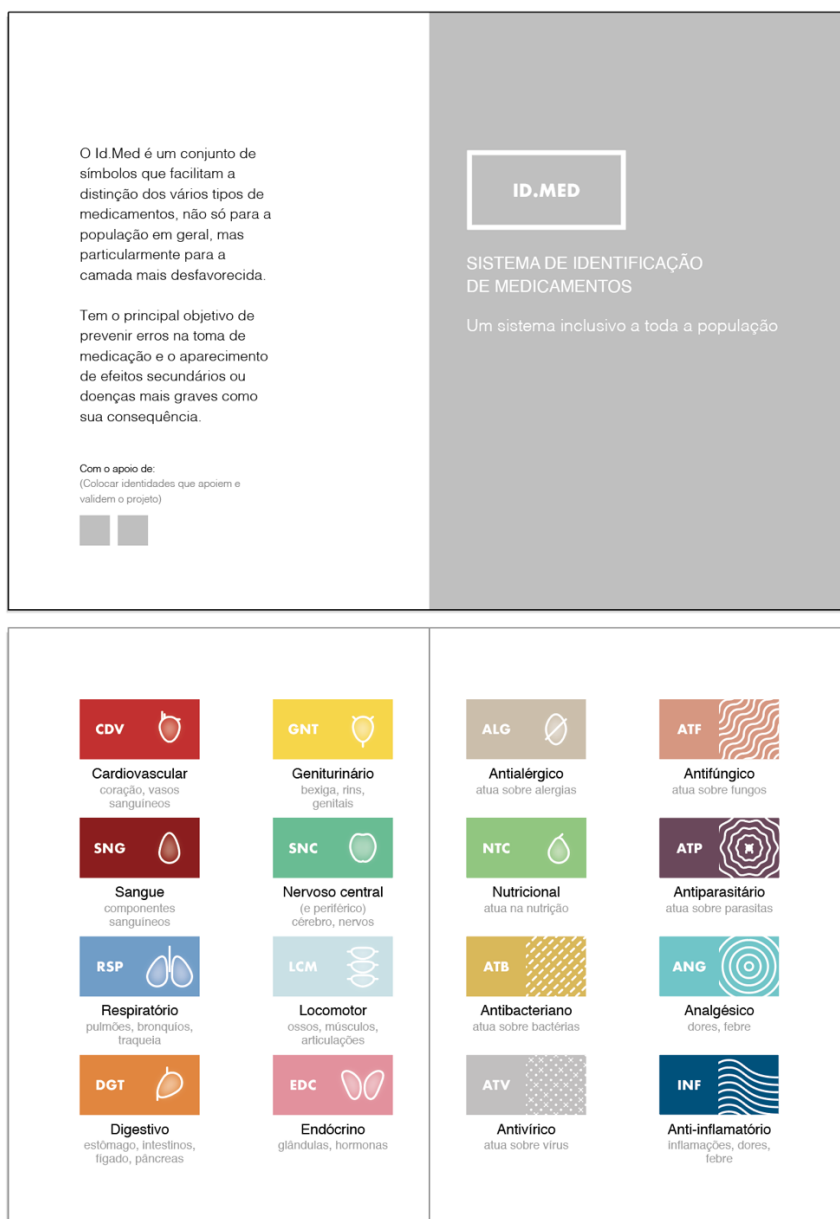 O Id.Med é um conjunto de
símbolos que facilitam a
distinção dos vários tipos de
medicamentos, não só para a
população em geral, mas
particularmente para a
camada mais desfavorecida.
Tem o principal objetivo de
prevenir erros na toma de
medicação e o aparecimento
de efeitos secundários ou
doenças mais graves como
sua consequência.
Com o apoio de:
(Colocar identidades que apoiem e
validem o projeto)
ID.MED
SISTEMA DE IDENTIFICAÇÃO
DE MEDICAMENTOS
Um sistema inclusivo a toda a população
CDV
Cardiovascular
coração, vasos
sanguíneos
GNT
Geniturinário
bexiga, rins,
genitais
SNG
Sangue
componentes
sanguíneos
SNC
Nervoso central
(e periférico)
cérebro, nervos
RSP
Respiratório
pulmões, bronquios,
traqueia
LCM
Locomotor
ossos, músculos,
articulações
DGT
Digestivo
estômago, intestinos,
fígado, pâncreas
EDC
Endócrino
glândulas, hormonas
ALG
Antialérgico
atua sobre alergias
ATF
Antifúngico
atua sobre fungos
NTC
Nutricional
atua na nutrição
ATP
Antiparasitário
atua sobre parasitas
ATB
Antibacteriano
atua sobre bactérias
ANG
Analgésico
dores, febre
ATV
Antivírico
atua sobre vírus
INF
Anti-inflamatório
inflamações, dores,
febre